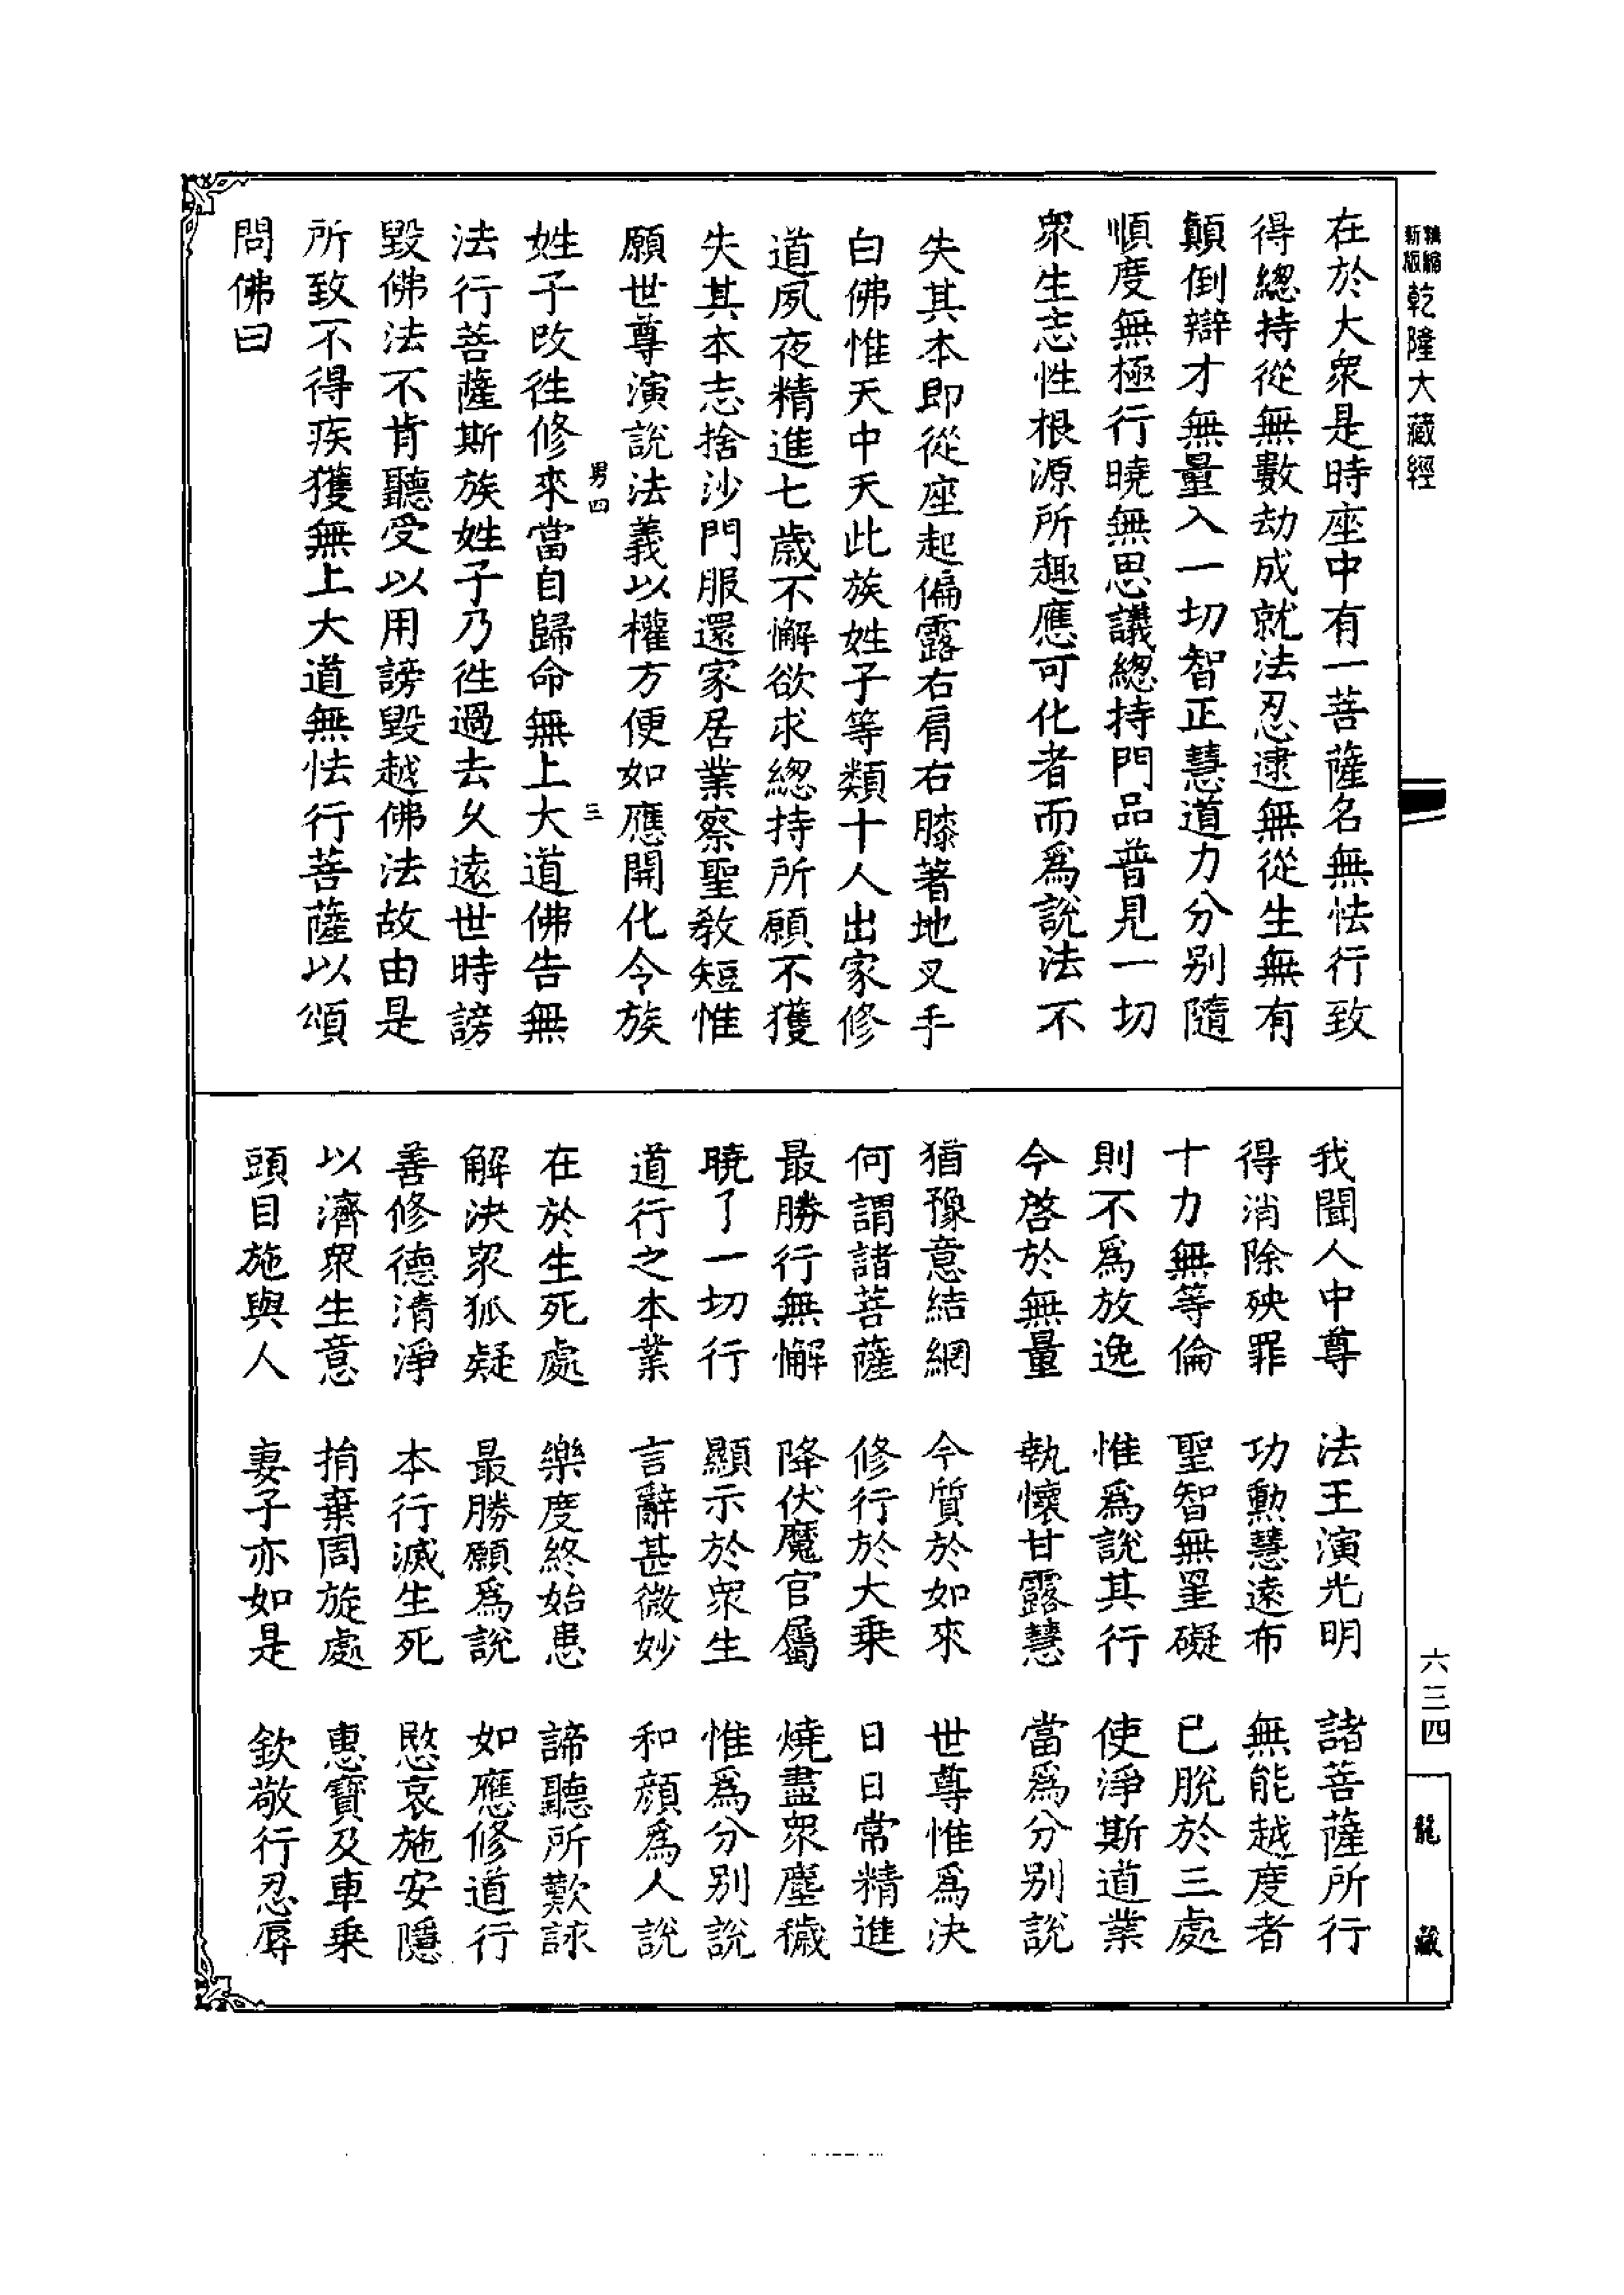 精縮
新版
乾隆大藏經
六三四
龍藏
在於大衆是時座中有一菩薩名無怯行致
得總持從無數劫成就法忍逮無從生無有
顛倒辯才無量入一切智正慧道力分別隨
順度無極行曉無思議總持門品普見一切
衆生志性根源所趣應可化者而爲說法不
失其本即從座起偏露右肩右膝著地叉手
白佛惟天中天此族姓子等類十人出家修
道夙夜精進七歲不懈欲求總持所願不獲
失其本志捨沙門服還家居業察聖教短惟
願世尊演說法義以權方便如應開化令族
男四 三
姓子改往修來當自歸命無上大道佛告無
法行菩薩斯族姓子乃往過去久遠世時謗
毀佛法不肯聽受以用謗毀越佛法故由是
所致不得疾獲無上大道無怯行菩薩以頌
問佛曰
我聞人中尊 法王演光明 諸菩薩所行
得消除殃罪 功勳慧遠布 無能越度者
十力無等倫 聖智無罣礙 已脫於三處
則不爲放逸 惟爲說其行 使淨斯道業
今啓於無量 執懷甘露慧 當爲分別說
猶豫意結網 今質於如來 世尊惟爲決
何謂諸菩薩 修行於大乘 日日常精進
最勝行無懈 降伏魔官屬 燒盡衆塵穢
曉了一切行 顯示於衆生 惟爲分別說
道行之本業 言辭甚微妙 和顏爲人說
在於生死處 樂度終始患 諦聽所歎詠
解決衆狐疑 最勝願爲說 如應修道行
善修德清淨 本行滅生死 愍哀施安隱
以濟衆生意 捐棄周旋處 惠寶及車乘
頭目施與人 妻子亦如是 欽敬行忍辱